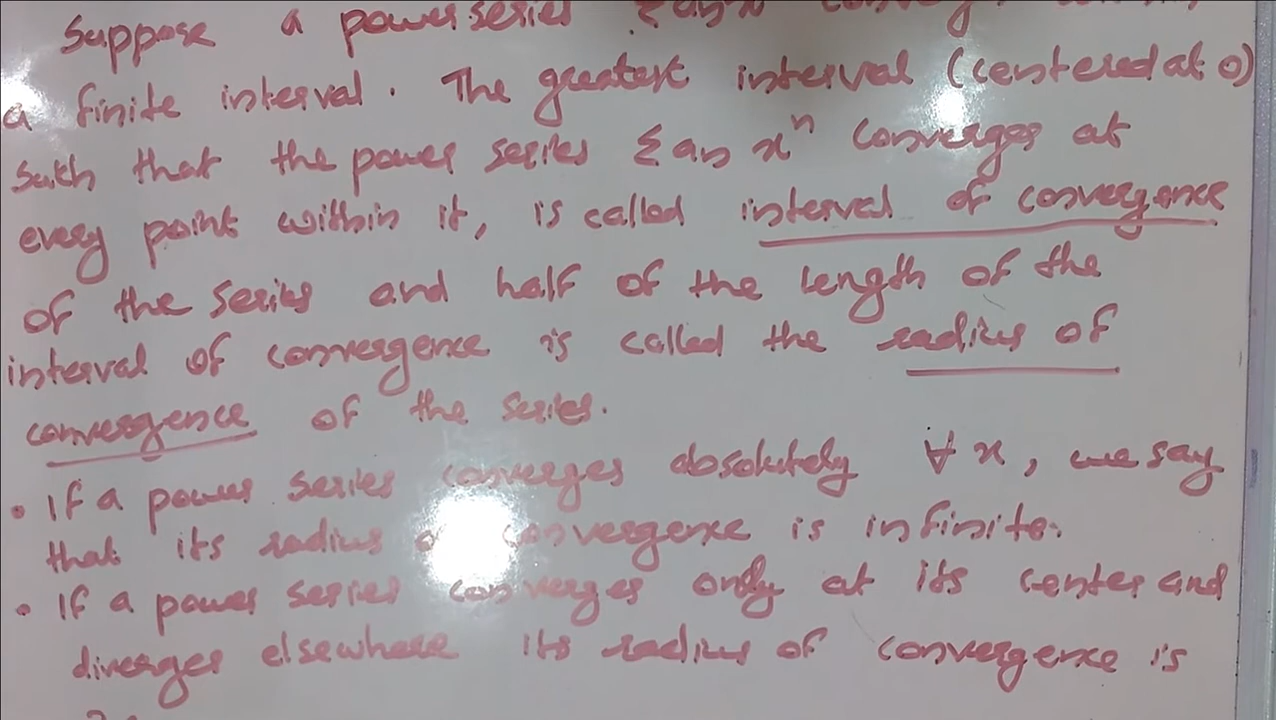 Suppose a power series Σ anx
a finite interval. The greatest interval (centered at 0)
such that the power series Σ an xⁿ converges at
every point within it, is called interval of convergence
of the series and half of the length of the
interval of convergence is called the radius of
convergence of the series.
• If a power series converges absolutely ∀ x, we say
that its radius of convergence is infinite.
• If a power series converges only at its center and
diverges elsewhere its radius of convergence is